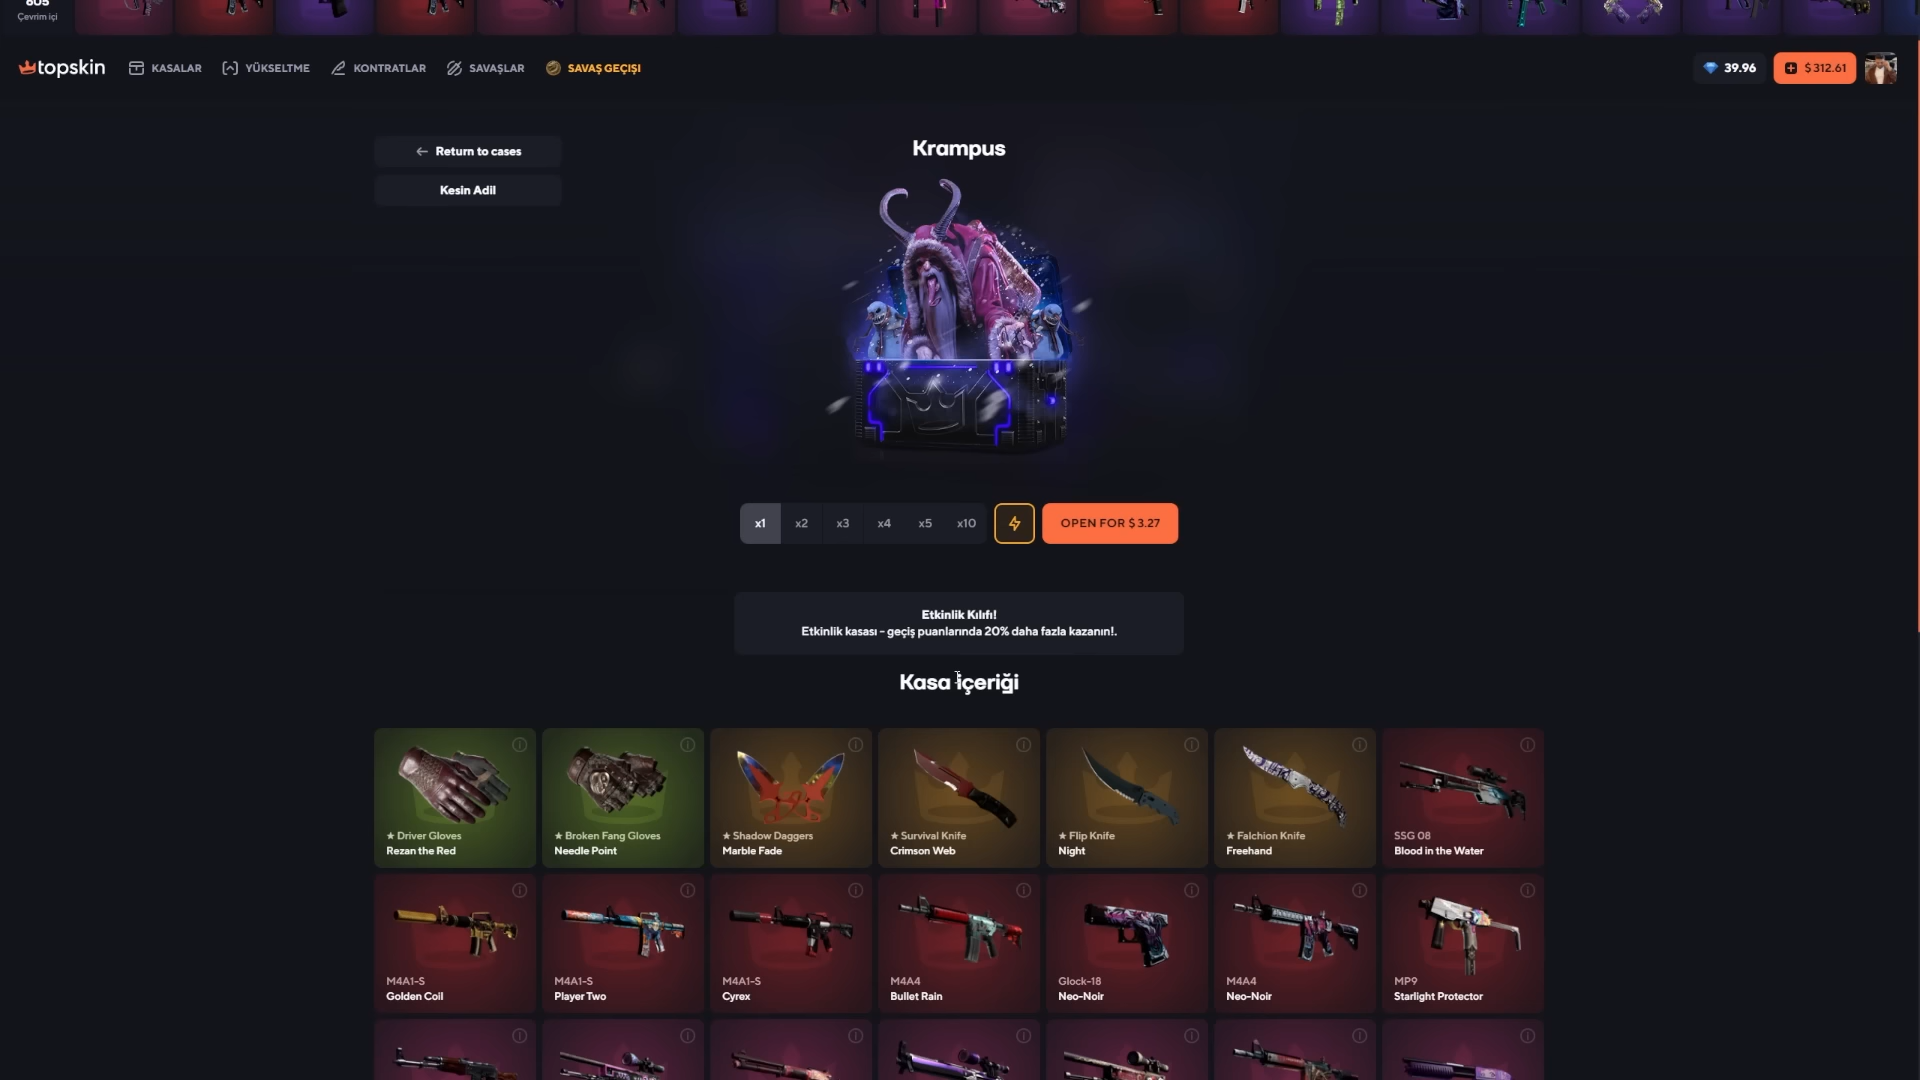 605
Çevrim içi
topskin
KASALAR
YÜKSELTME
KONTRATLAR
SAVAŞLAR
SAVAŞ GEÇIŞI
39.96
$ 312.61
Return to cases
Kesin Adil
Krampus
x1
x2
x3
x4
x5
x10
OPEN FOR $ 3.27
Etkinlik Kılıfı!
Etkinlik kasası - geçiş puanlarında 20% daha fazla kazanın!.
Kasa içeriği
★ Driver Gloves
Rezan the Red
★ Broken Fang Gloves
Needle Point
★ Shadow Daggers
Marble Fade
★ Survival Knife
Crimson Web
★ Flip Knife
Night
★ Falchion Knife
Freehand
SSG 08
Blood in the Water
M4A1-S
Golden Coil
M4A1-S
Player Two
M4A1-S
Cyrex
M4A4
Bullet Rain
Glock-18
Neo-Noir
M4A4
Neo-Noir
MP9
Starlight Protector